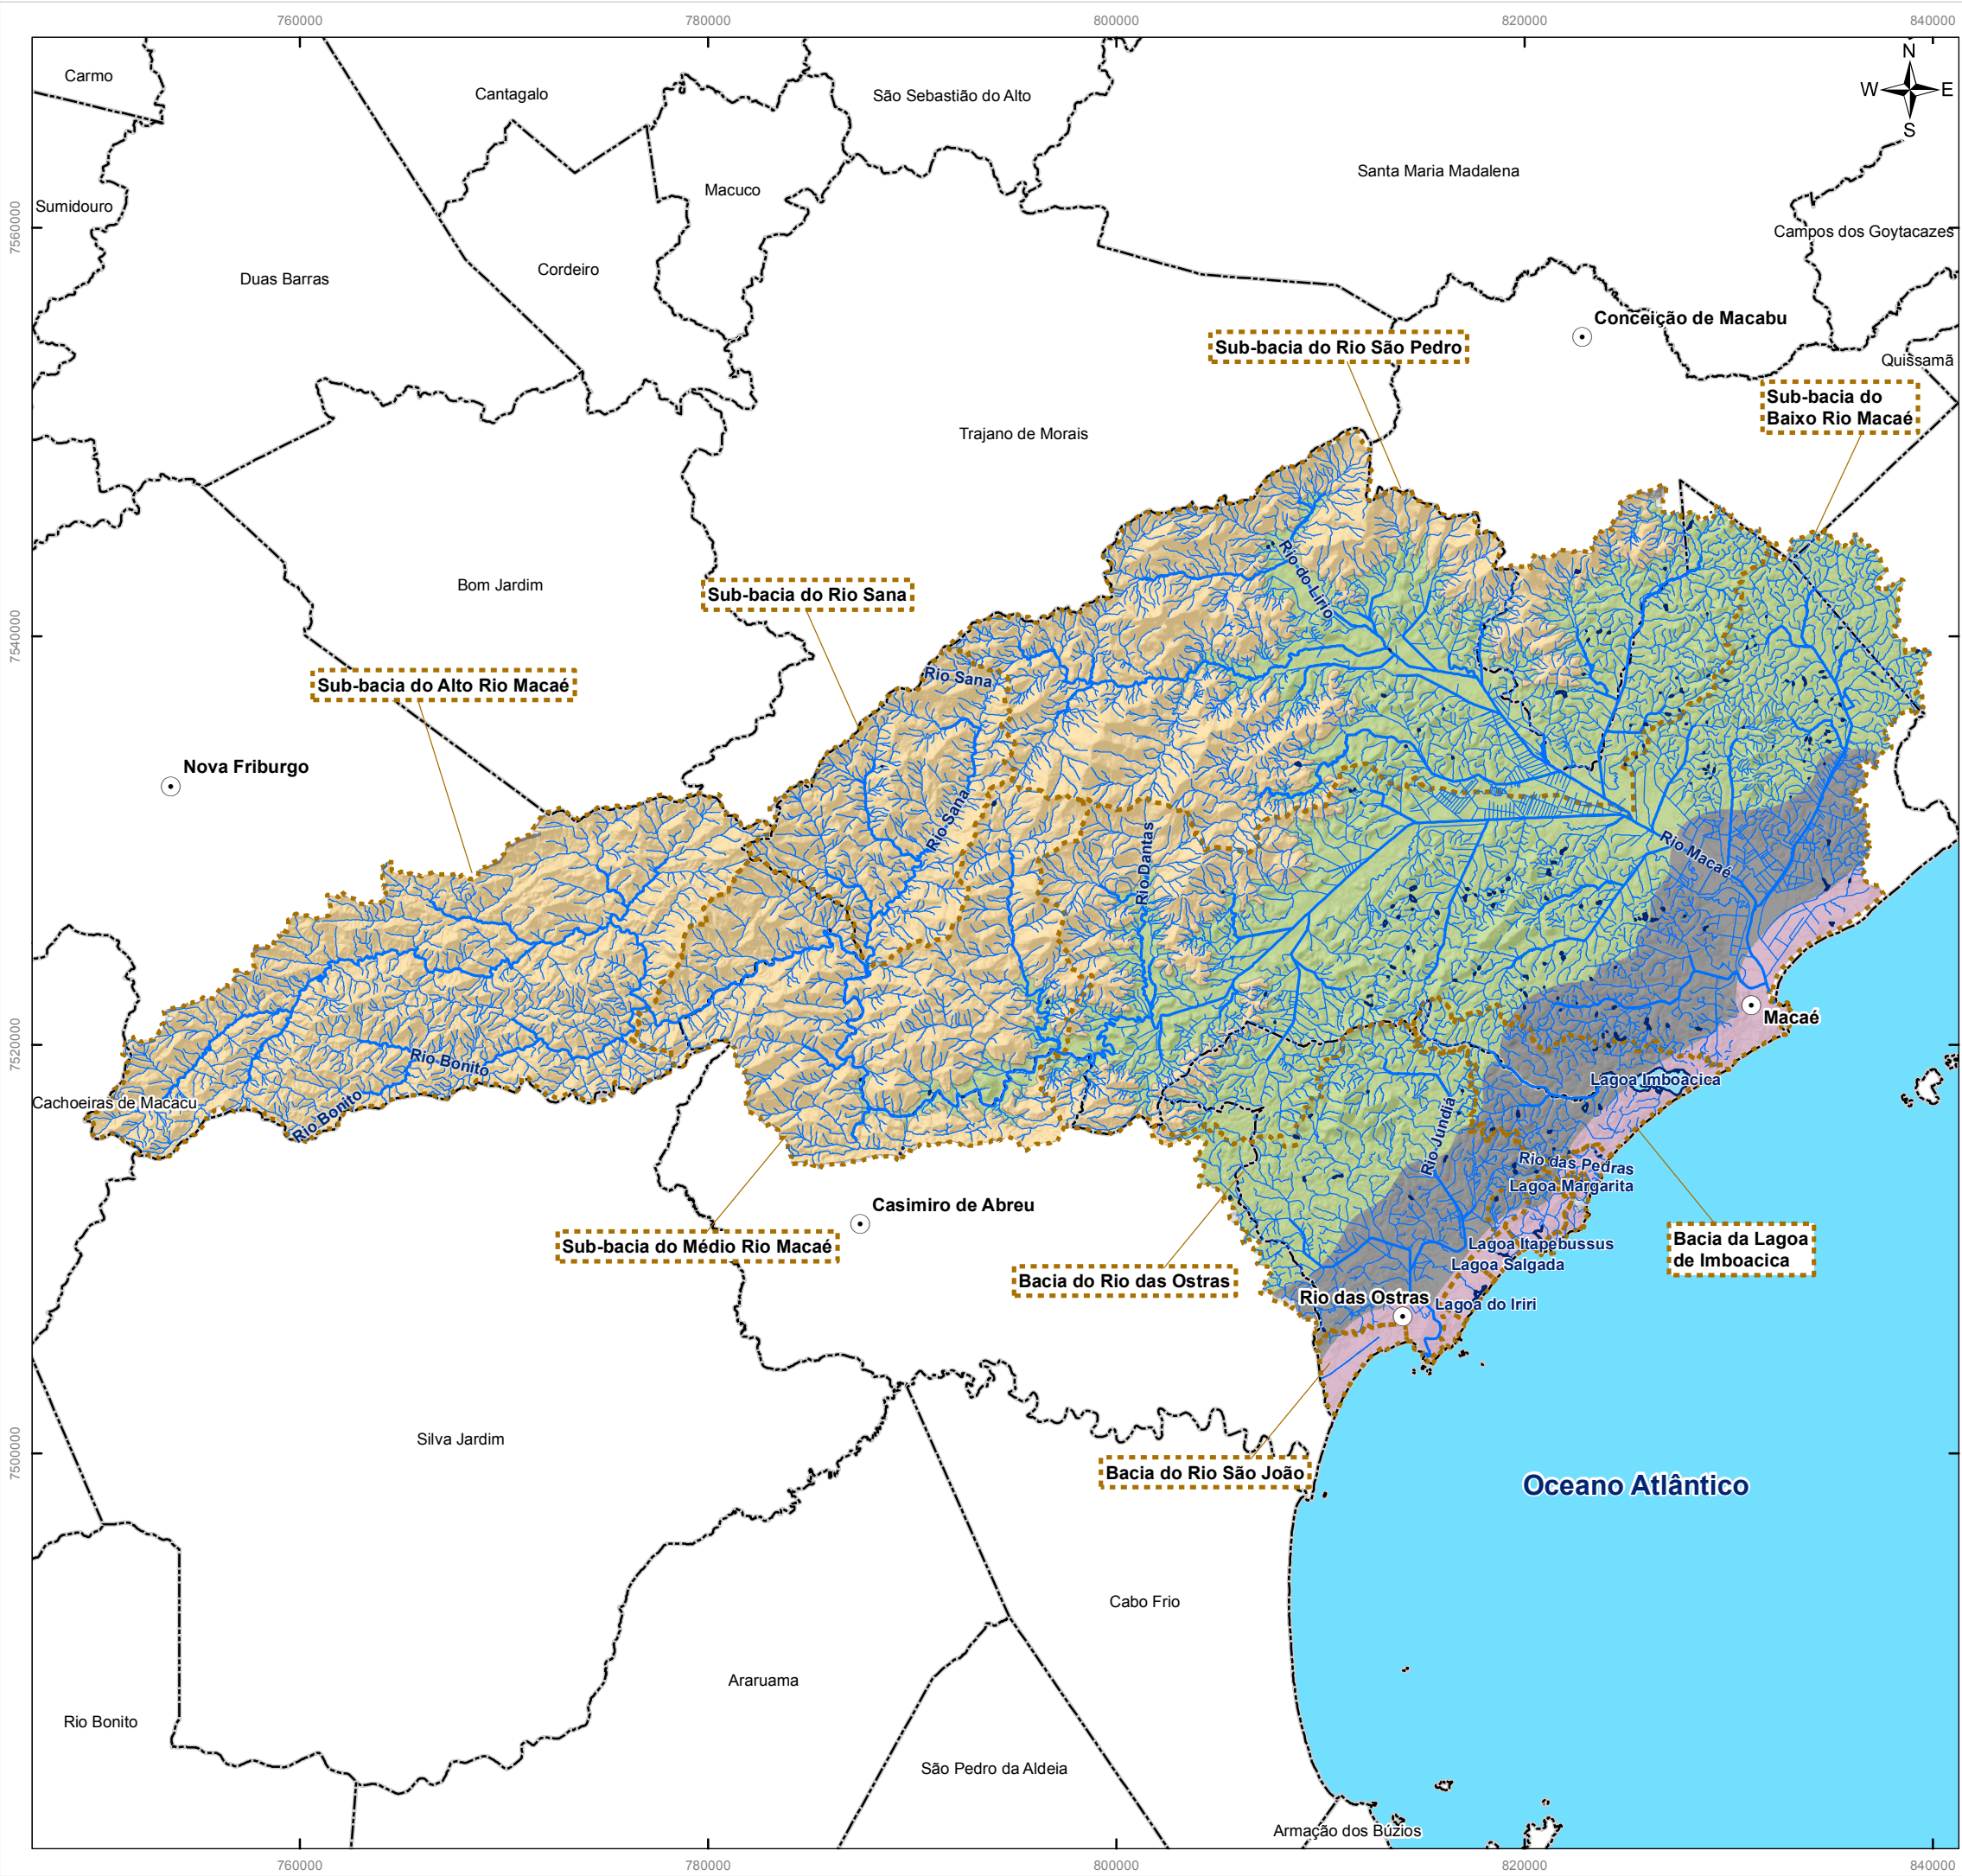 760000
780000
800000
820000
840000
N
W
E
S
Carmo
Cantagalo
São Sebastião do Alto
Santa Maria Madalena
Macuco
Sumidouro
7560000
Campos dos Goytacazes
Duas Barras
Cordeiro
Conceição de Macabu
Sub-bacia do Rio São Pedro
Quissamã
Sub-bacia do
Baixo Rio Macaé
Trajano de Morais
Rio do Lírio
Bom Jardim
Sub-bacia do Rio Sana
7540000
Rio Sana
Sub-bacia do Alto Rio Macaé
Nova Friburgo
Rio Sana
Rio Dantas
Rio Macaé
Macaé
7520000
Rio Bonito
Lagoa Imboacica
Cachoeiras de Macacu
Rio Bonito
Rio Jundiá
Rio das Pedras
Lagoa Margarita
Casimiro de Abreu
Sub-bacia do Médio Rio Macaé
Lagoa Itapebussus
Bacia da Lagoa
de Imboacica
Lagoa Salgada
Bacia do Rio das Ostras
Rio das Ostras
Lagoa do Iriri
Silva Jardim
7500000
Bacia do Rio São João
Oceano Atlântico
Cabo Frio
Araruama
Rio Bonito
São Pedro da Aldeia
Armação dos Búzios
760000
780000
800000
820000
840000